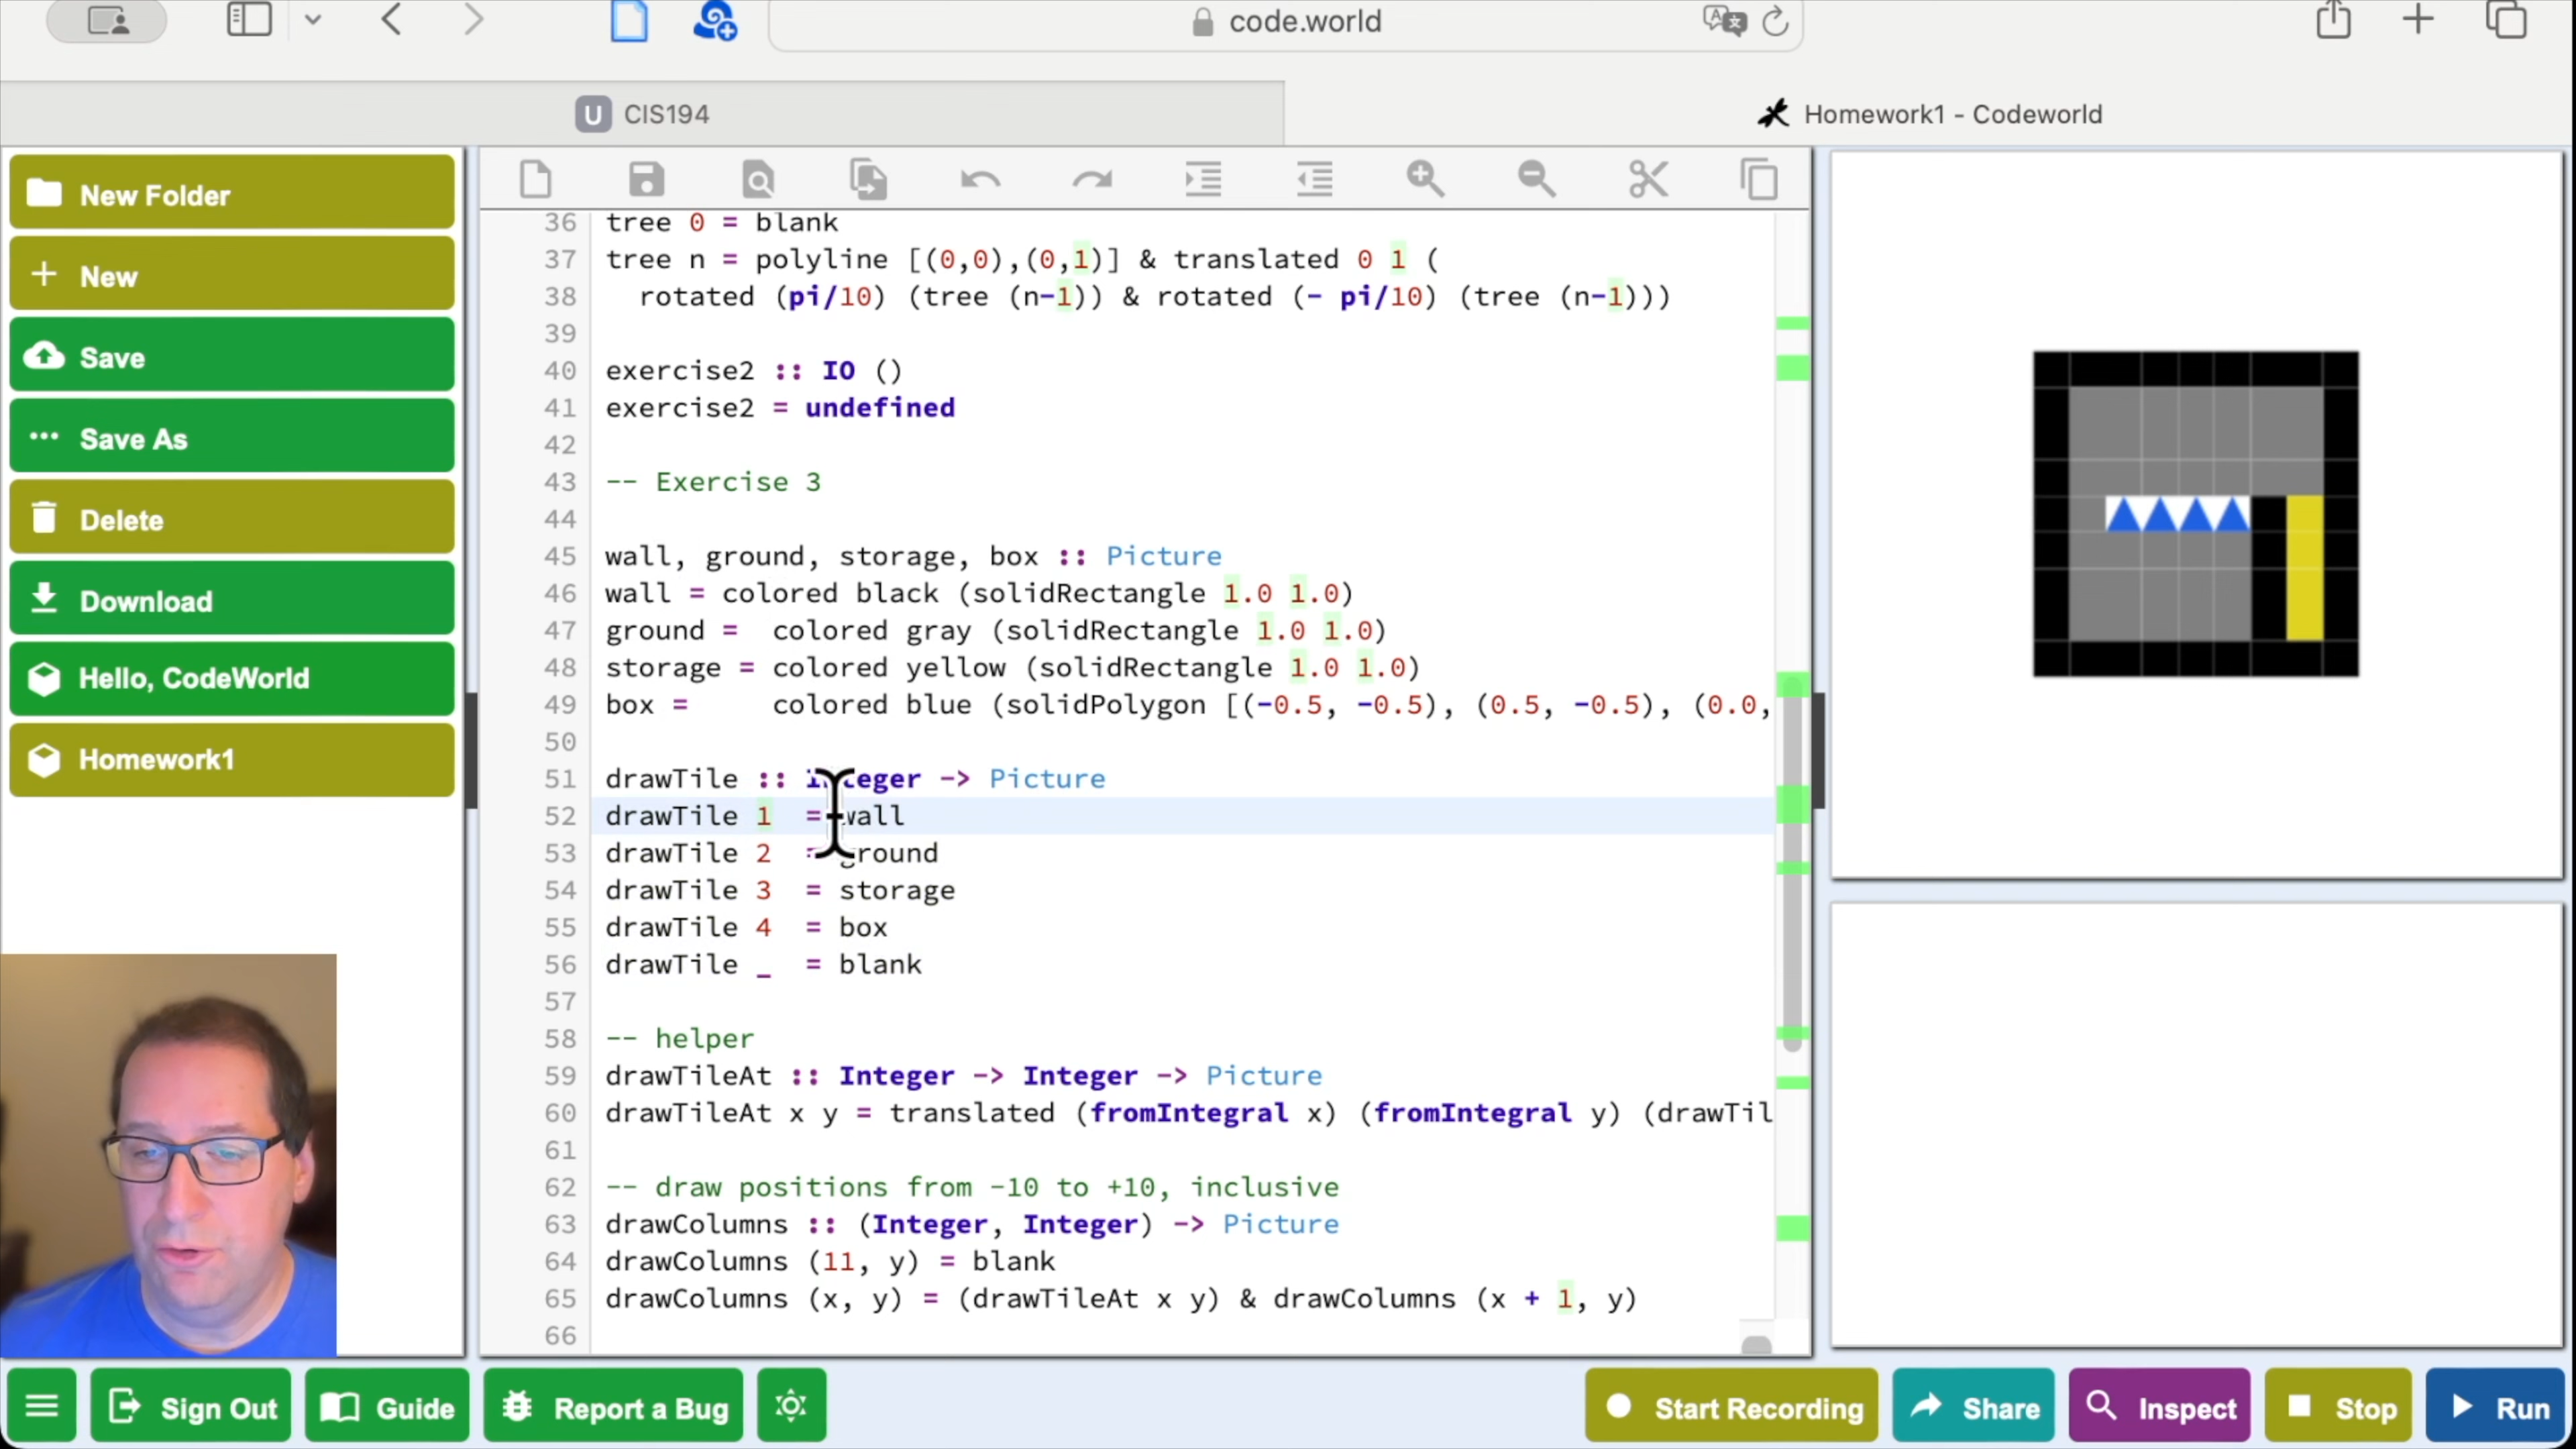 code.world
U CIS194
Homework1 - Codeworld
New Folder
New
Save
Save As
Delete
Download
Hello, CodeWorld
Homework1
36 tree 0 = blank
37 tree n = polyline [(0,0),(0,1)] & translated 0 1 (
38 rotated (pi/10) (tree (n-1)) & rotated (- pi/10) (tree (n-1)))
39
40 exercise2 :: IO ()
41 exercise2 = undefined
42
43 -- Exercise 3
44
45 wall, ground, storage, box :: Picture
46 wall = colored black (solidRectangle 1.0 1.0)
47 ground = colored gray (solidRectangle 1.0 1.0)
48 storage = colored yellow (solidRectangle 1.0 1.0)
49 box = colored blue (solidPolygon [(-0.5, -0.5), (0.5, -0.5), (0.0,
50
51 drawTile :: Integer -> Picture
52 drawTile 1 = wall
53 drawTile 2 = ground
54 drawTile 3 = storage
55 drawTile 4 = box
56 drawTile _ = blank
57
58 -- helper
59 drawTileAt :: Integer -> Integer -> Picture
60 drawTileAt x y = translated (fromIntegral x) (fromIntegral y) (drawTil
61
62 -- draw positions from -10 to +10, inclusive
63 drawColumns :: (Integer, Integer) -> Picture
64 drawColumns (11, y) = blank
65 drawColumns (x, y) = (drawTileAt x y) & drawColumns (x + 1, y)
66
Sign Out
Guide
Report a Bug
Start Recording
Share
Inspect
Stop
Run